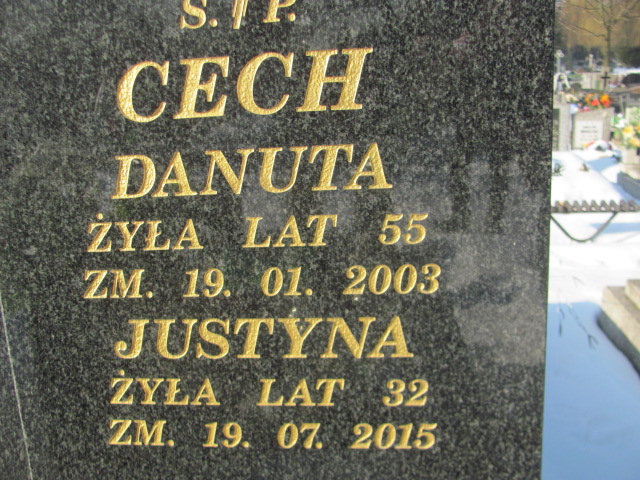 Ś. † P.
CECH
DANUTA
ŻYŁA LAT 55
ZM. 19. 01. 2003
JUSTYNA
ŻYŁA LAT 32
ZM. 19. 07. 2015